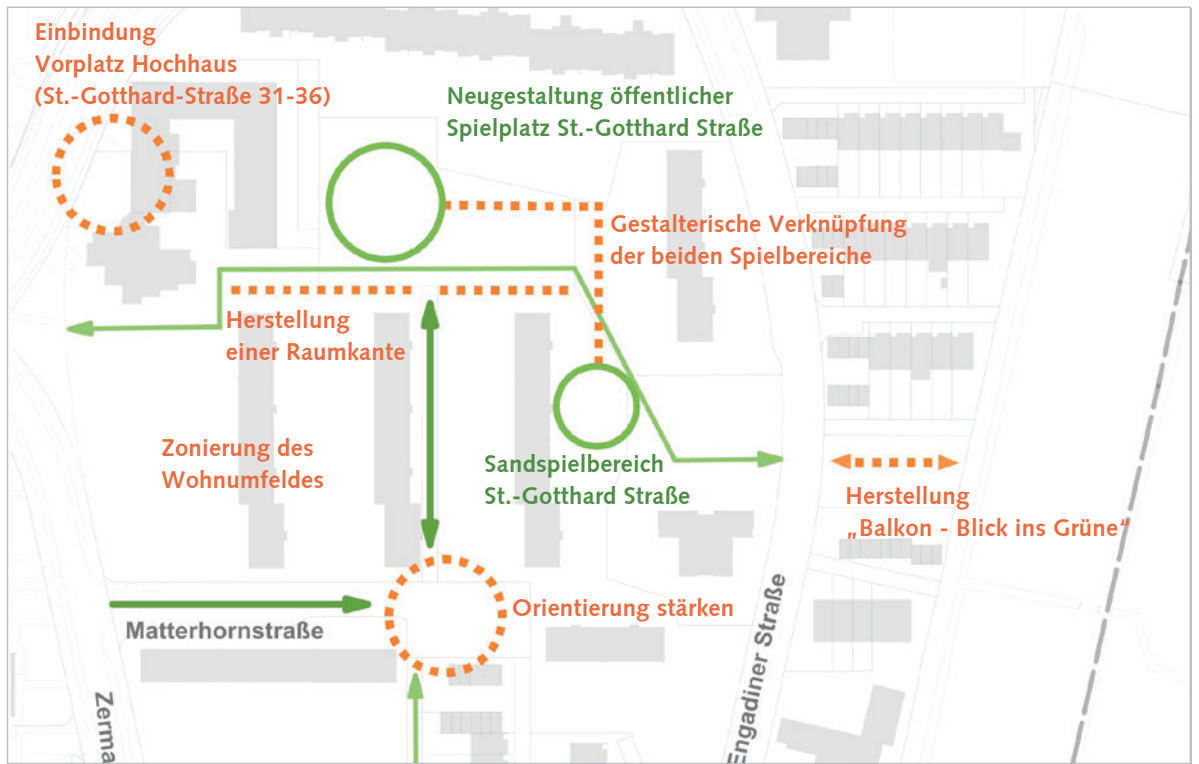 Einbindung
Vorplatz Hochhaus
(St.-Gotthard-Straße 31-36)
Neugestaltung öffentlicher
Spielplatz St.-Gotthard Straße
Gestalterische Verknüpfung
der beiden Spielbereiche
Herstellung
einer Raumkante
Zonierung des
Wohnumfeldes
Sandspielbereich
St.-Gotthard Straße
Herstellung
„Balkon - Blick ins Grüne“
Orientierung stärken
Matterhornstraße
Engadiner Straße
Zerma